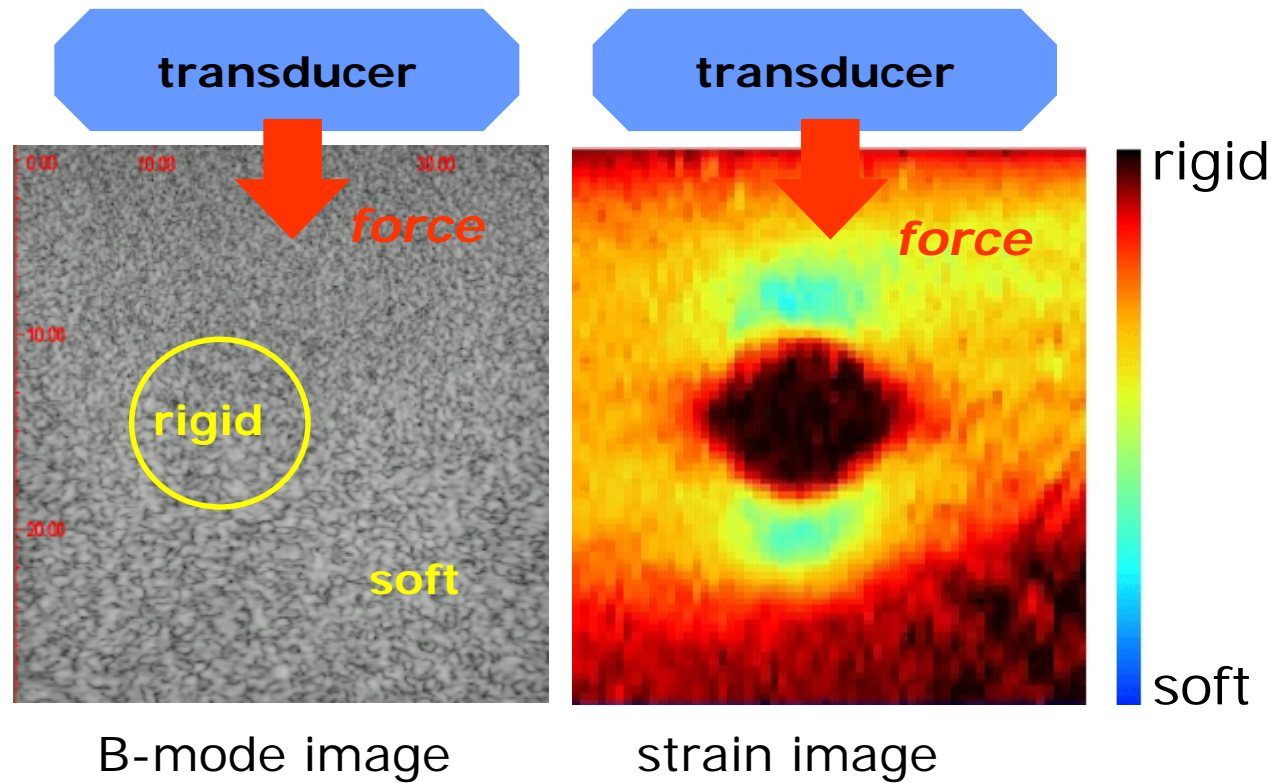 transducer
transducer
0.00 10.00 30.00
force
force
rigid
10.00
rigid
20.00
soft
soft
B-mode image
strain image